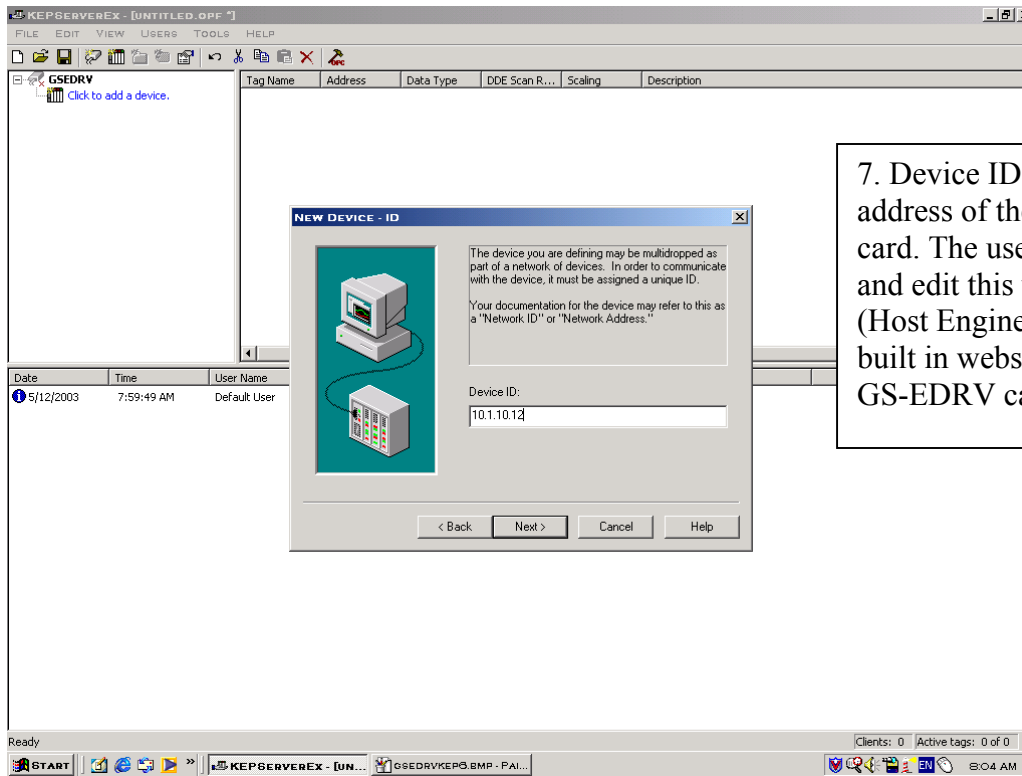 KEPServerEx - [Untitled.opf *]
File Edit View Users Tools Help
GSEDRV
Click to add a device.
Tag Name Address Data Type DDE Scan R... Scaling Description
7. Device ID
address of the
card. The use
and edit this
(Host Engine
built in webs
GS-EDRV ca
New Device - ID
The device you are defining may be multidropped as
part of a network of devices. In order to communicate
with the device, it must be assigned a unique ID.
Your documentation for the device may refer to this as
a "Network ID" or "Network Address."
Device ID:
10.1.10.12
< Back Next > Cancel Help
Date Time User Name
5/12/2003 7:59:49 AM Default User
Ready
Clients: 0 Active tags: 0 of 0
Start
KEPServerEx - [Un...
gsedrvkep6.bmp - Pai...
EN
8:04 AM